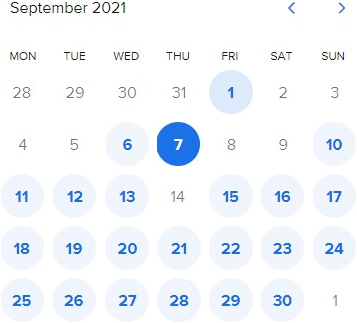 September 2021
MON TUE WED THU FRI SAT SUN
28 29 30 31 1 2 3
4 5 6 7 8 9 10
11 12 13 14 15 16 17
18 19 20 21 22 23 24
25 26 27 28 29 30 1